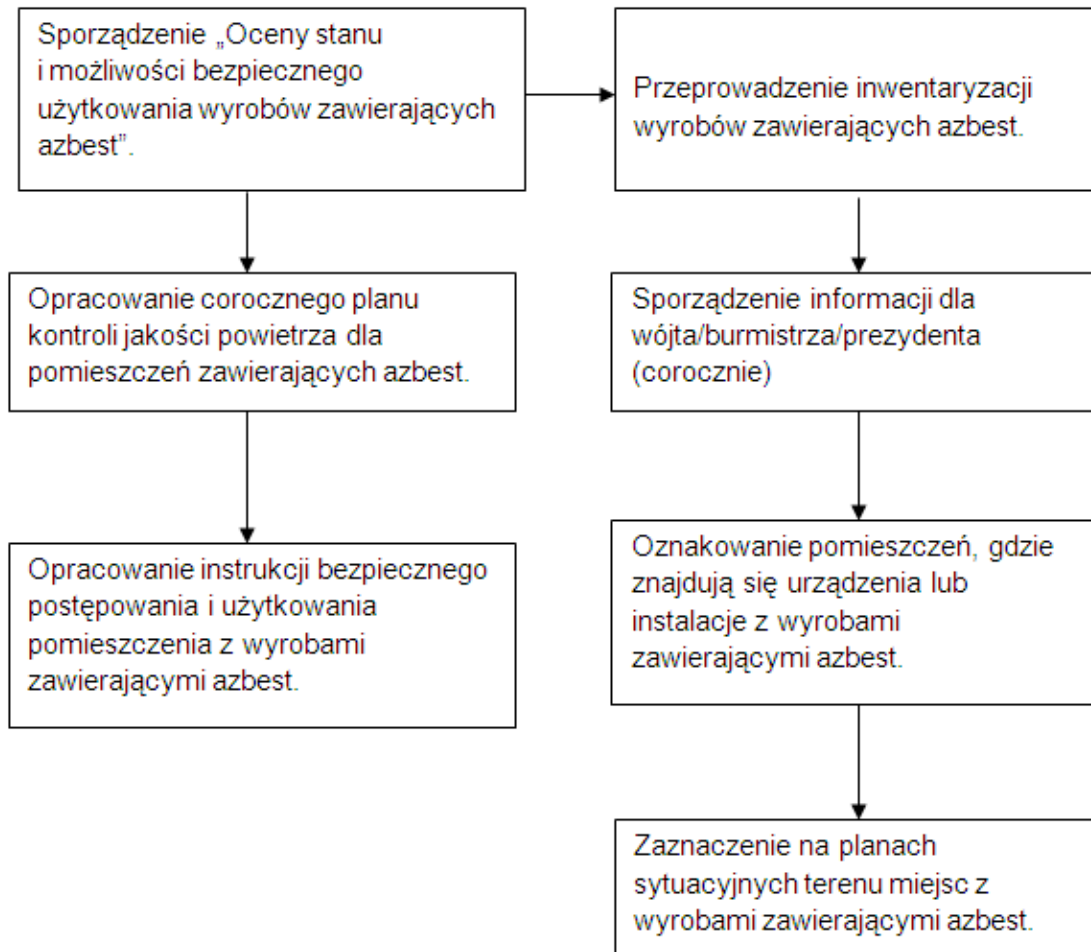 Sporządzenie „Oceny stanu
i możliwości bezpiecznego
użytkowania wyrobów zawierających
azbest”.
Przeprowadzenie inwentaryzacji
wyrobów zawierających azbest.
Opracowanie corocznego planu
kontroli jakości powietrza dla
pomieszczeń zawierających azbest.
Sporządzenie informacji dla
wójta/burmistrza/prezydenta
(corocznie)
Opracowanie instrukcji bezpiecznego
postępowania i użytkowania
pomieszczenia z wyrobami
zawierającymi azbest.
Oznakowanie pomieszczeń, gdzie
znajdują się urządzenia lub
instalacje z wyrobami
zawierającymi azbest.
Zaznaczenie na planach
sytuacyjnych terenu miejsc z
wyrobami zawierającymi azbest.